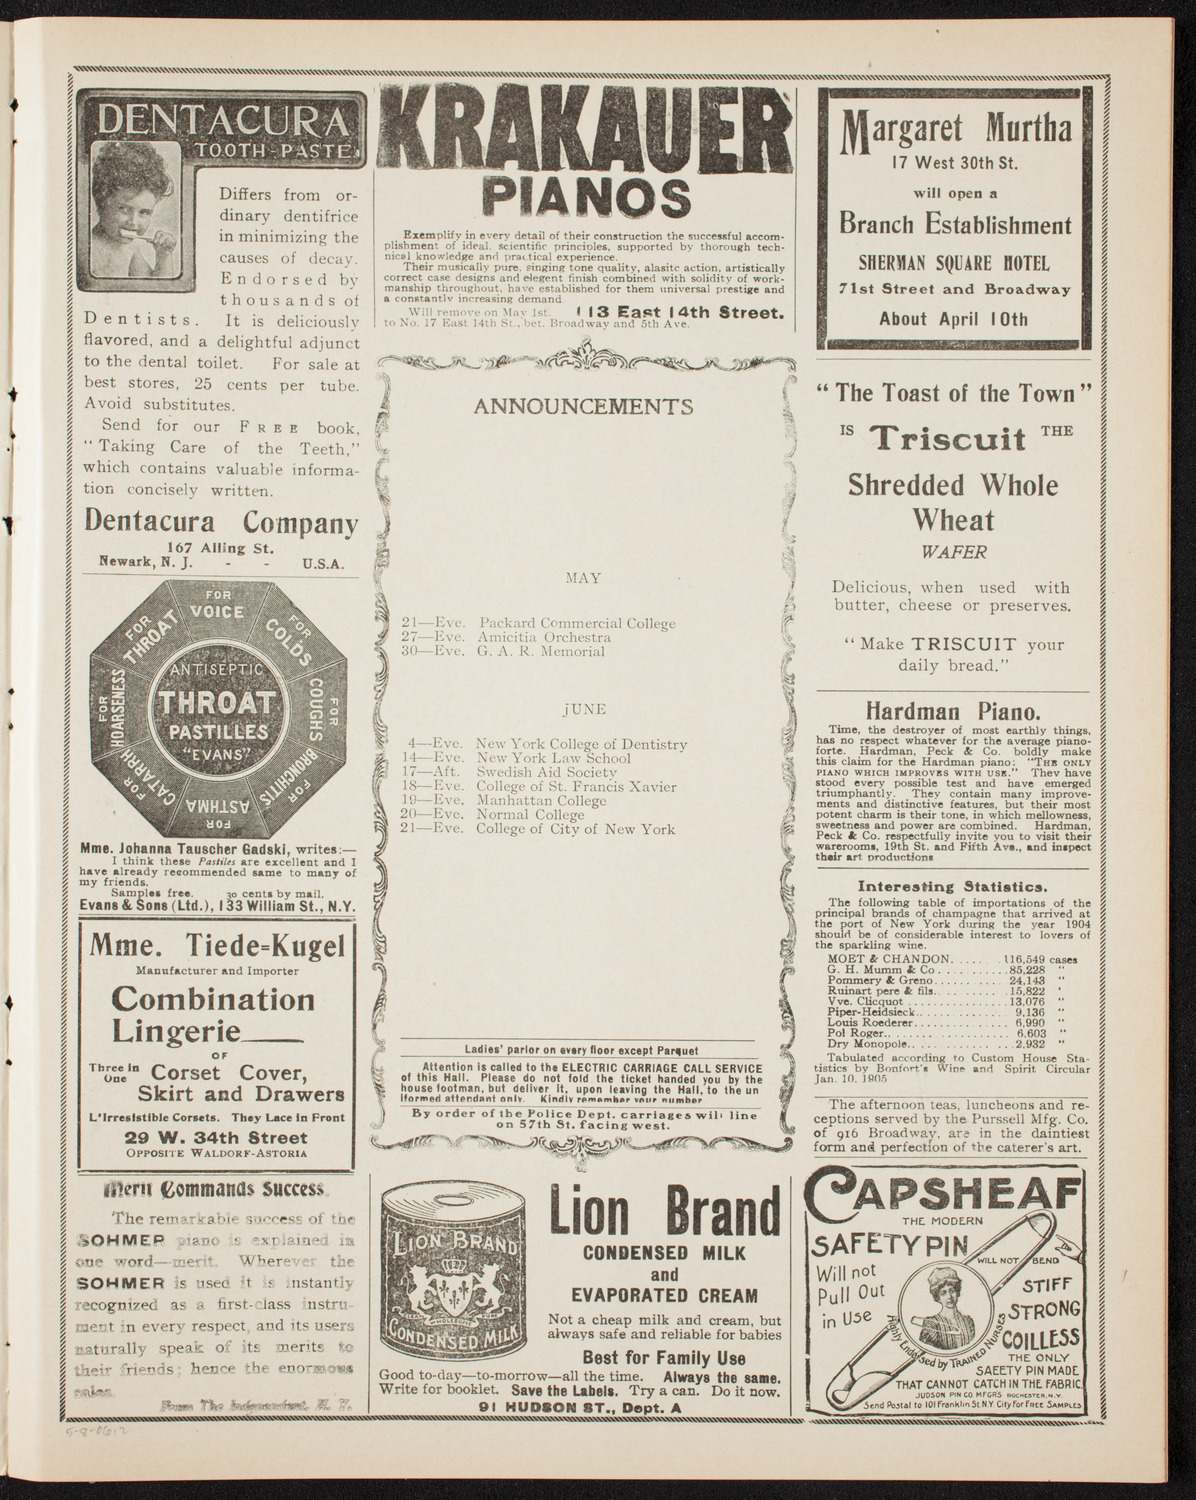 DENTACURA
TOOTH-PASTE
Differs from or-
dinary dentifrice
in minimizing the
causes of decay.
Endorsed by
thousands of
Dentists. It is deliciously
flavored, and a delightful adjunct
to the dental toilet. For sale at
best stores, 25 cents per tube.
Avoid substitutes.
Send for our FREE book,
"Taking Care of the Teeth,"
which contains valuable informa-
tion concisely written.
Dentacura Company
167 Alling St.
Newark, N. J. - - U.S.A.
FOR VOICE
FOR COLDS
FOR COUGHS
FOR BRONCHITIS
FOR ASTHMA
FOR CATARRH
FOR HOARSENESS
FOR THROAT
ANTISEPTIC
THROAT
PASTILLES
"EVANS"
Mme. Johanna Tauscher Gadski, writes:—
I think these Pastiles are excellent and I
have already recommended same to many of
my friends.
Samples free. 30 cents by mail.
Evans & Sons (Ltd.), 133 William St., N.Y.
Mme. Tiede=Kugel
Manufacturer and Importer
Combination
Lingerie
OF
Three in One Corset Cover,
Skirt and Drawers
L'Irresistible Corsets. They Lace in Front
29 W. 34th Street
OPPOSITE WALDORF-ASTORIA
Merit Commands Success.
The remarkable success of the
SOHMER piano is explained in
one word—merit. Wherever the
SOHMER is used it is instantly
recognized as a first-class instru-
ment in every respect, and its users
naturally speak of its merits to
their friends; hence the enormous
sales.
From The Independent, N. Y.
KRAKAUER
PIANOS
Exemplify in every detail of their construction the successful accom-
plishment of ideal, scientific principles, supported by thorough tech-
nical knowledge and practical experience.
Their musically pure, singing tone quality, alasitc action, artistically
correct case designs and elegent finish combined with solidity of work-
manship throughout, have established for them universal prestige and
a constantly increasing demand
Will remove on May 1st. 113 East 14th Street.
to No. 17 East 14th St., bet. Broadway and 5th Ave.
ANNOUNCEMENTS
MAY
21—Eve. Packard Commercial College
27—Eve. Amicitia Orchestra
30—Eve. G. A. R. Memorial
JUNE
4—Eve. New York College of Dentistry
14—Eve. New York Law School
17—Aft. Swedish Aid Society
18—Eve. College of St. Francis Xavier
19—Eve. Manhattan College
20—Eve. Normal College
21—Eve. College of City of New York
Ladies' parlor on every floor except Parquet
Attention is called to the ELECTRIC CARRIAGE CALL SERVICE
of this Hall. Please do not fold the ticket handed you by the
house footman, but deliver it, upon leaving the Hall, to the un
iformed attendant only. Kindly remember your number
By order of the Police Dept. carriages will line
on 57th St. facing west.
LION BRAND
CONDENSED MILK
Lion Brand
CONDENSED MILK
and
EVAPORATED CREAM
Not a cheap milk and cream, but
always safe and reliable for babies
Best for Family Use
Good to-day—to-morrow—all the time. Always the same.
Write for booklet. Save the Labels. Try a can. Do it now.
91 HUDSON ST., Dept. A
Margaret Murtha
17 West 30th St.
will open a
Branch Establishment
SHERMAN SQUARE HOTEL
71st Street and Broadway
About April 10th
"The Toast of the Town"
IS Triscuit THE
Shredded Whole
Wheat
WAFER
Delicious, when used with
butter, cheese or preserves.
"Make TRISCUIT your
daily bread."
Hardman Piano.
Time, the destroyer of most earthly things,
has no respect whatever for the average piano-
forte. Hardman, Peck & Co. boldly make
this claim for the Hardman piano; "THE ONLY
PIANO WHICH IMPROVES WITH USE." They have
stood every possible test and have emerged
triumphantly. They contain many improve-
ments and distinctive features, but their most
potent charm is their tone, in which mellowness,
sweetness and power are combined. Hardman,
Peck & Co. respectfully invite you to visit their
warerooms, 19th St. and Fifth Ave., and inspect
their art productions
Interesting Statistics.
The following table of importations of the
principal brands of champagne that arrived at
the port of New York during the year 1904
should be of considerable interest to lovers of
the sparkling wine.
MOET & CHANDON......116,549 cases
G. H. Mumm & Co..........85,228 "
Pommery & Greno..........24,143 "
Ruinart pere & fils..........15,822 "
Vve. Clicquot..............13,076 "
Piper-Heidsieck............9,136 "
Louis Roederer.............6,990 "
Pol Roger..................6,603 "
Dry Monopole...............2,932 "
Tabulated according to Custom House Sta-
tistics by Bonfort's Wine and Spirit Circular
Jan. 10, 1905
The afternoon teas, luncheons and re-
ceptions served by the Purssell Mfg. Co.
of 916 Broadway, are in the daintiest
form and perfection of the caterer's art.
CAPSHEAF
THE MODERN
SAFETY PIN
WILL NOT BEND
Will not
Pull Out
in Use
STIFF
STRONG
COILLESS
Endorsed by TRAINED NURSES
THE ONLY
SAFETY PIN MADE
THAT CANNOT CATCH IN THE FABRIC.
JUDSON PIN CO MFGRS ROCHESTER, N.Y.
Send Postal to 101 Franklin St. N.Y. City for FREE SAMPLES